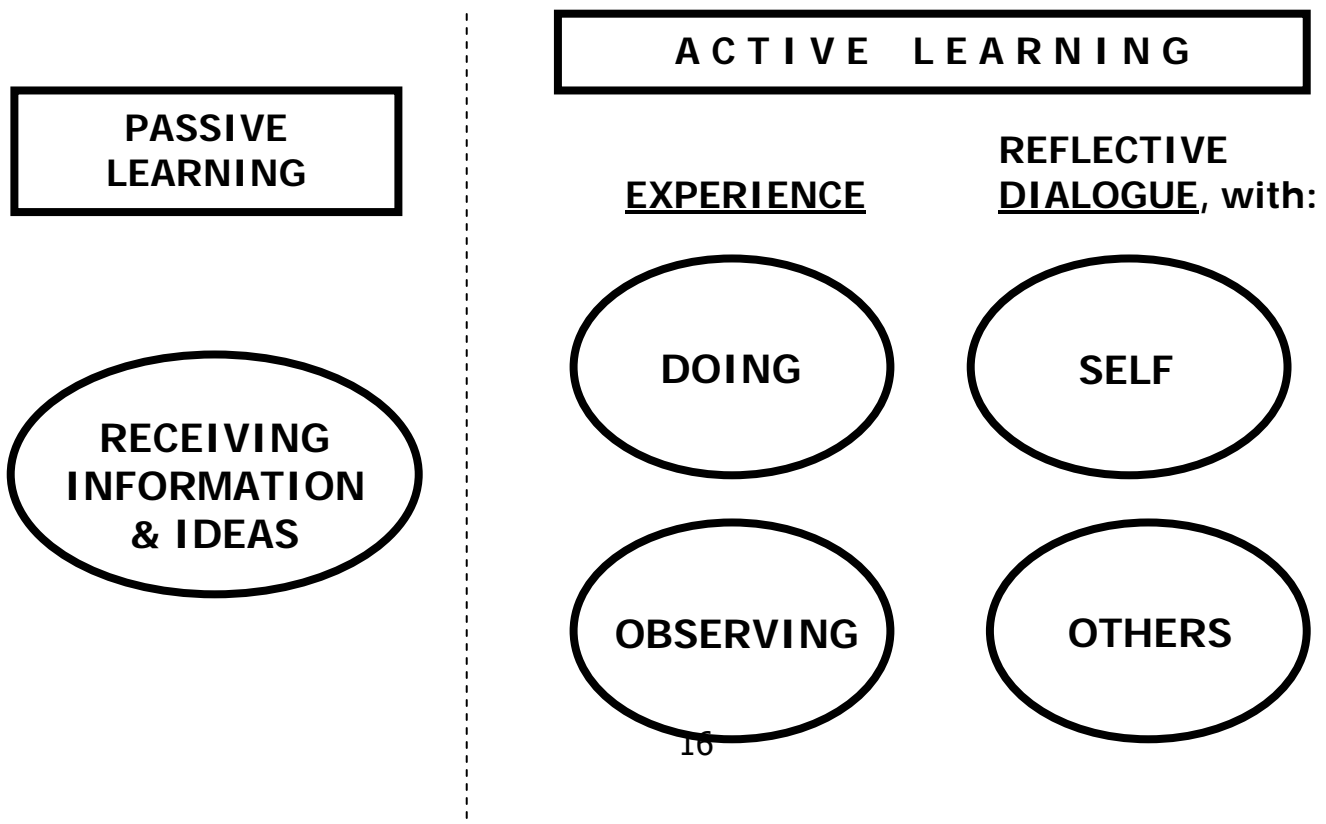 PASSIVE
LEARNING
RECEIVING
INFORMATION
& IDEAS
ACTIVE LEARNING
EXPERIENCE
DOING
OBSERVING
REFLECTIVE
DIALOGUE, with:
SELF
OTHERS
16